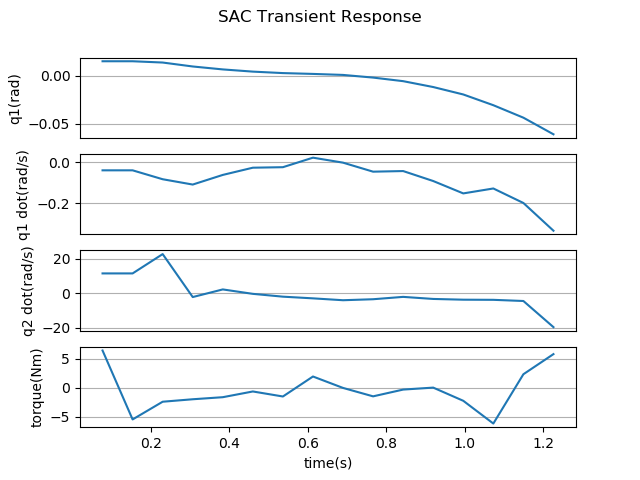 SAC Transient Response
q1(rad)
0.00
−0.05
q1 dot(rad/s)
0.0
−0.2
q2 dot(rad/s)
20
0
−20
torque(Nm)
5
0
−5
0.2 0.4 0.6 0.8 1.0 1.2
time(s)